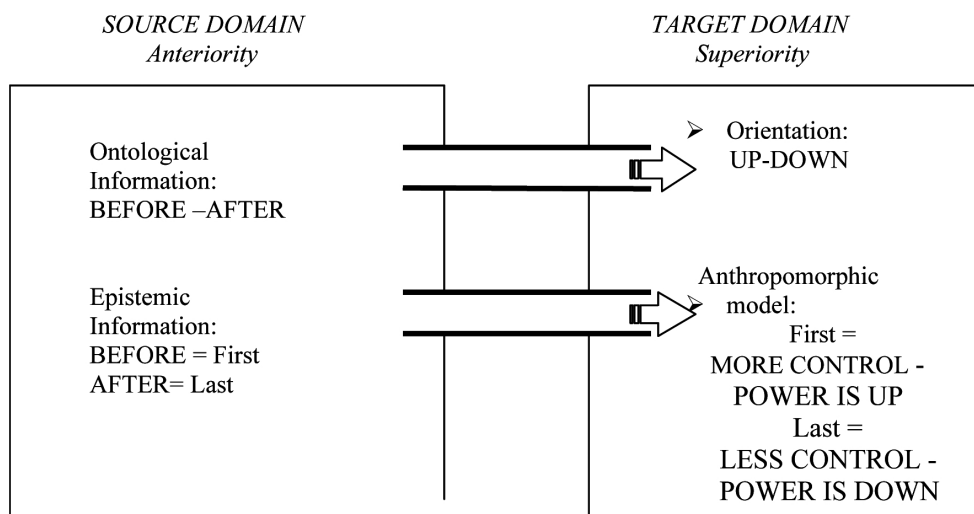 SOURCE DOMAIN
Anteriority
TARGET DOMAIN
Superiority
Ontological
Information:
BEFORE –AFTER
➢ Orientation:
UP-DOWN
Epistemic
Information:
BEFORE = First
AFTER= Last
➢ Anthropomorphic
model:
First =
MORE CONTROL -
POWER IS UP
Last =
LESS CONTROL -
POWER IS DOWN